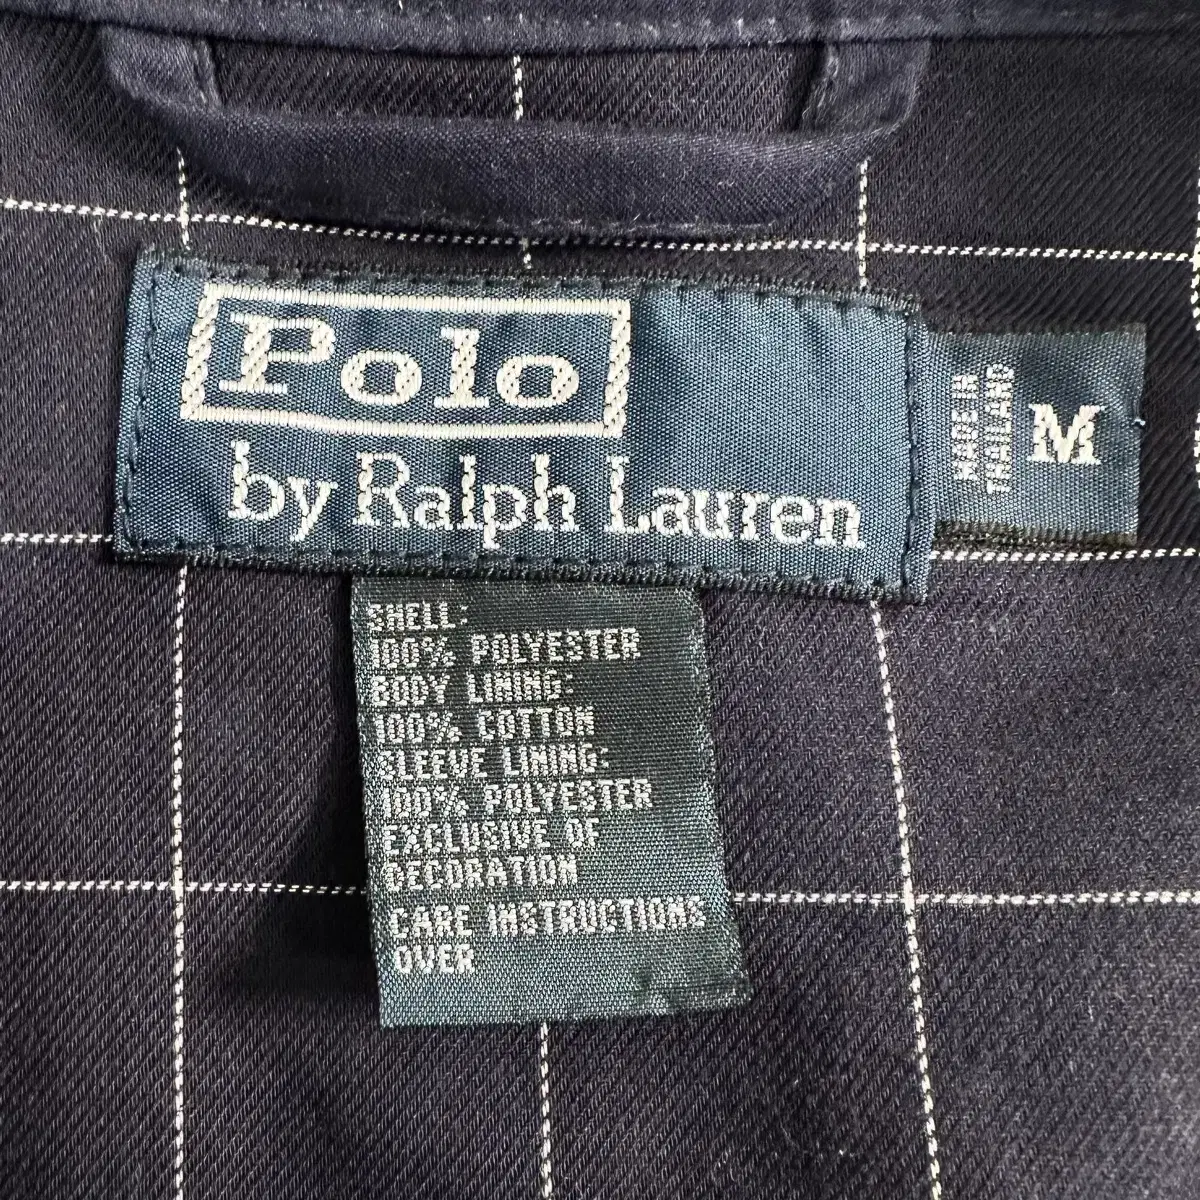 Polo
by Ralph Lauren
MADE IN
THAILAND
M
SHELL:
100% POLYESTER
BODY LINING:
100% COTTON
SLEEVE LINING:
100% POLYESTER
EXCLUSIVE OF
DECORATION
CARE INSTRUCTIONS
OVER